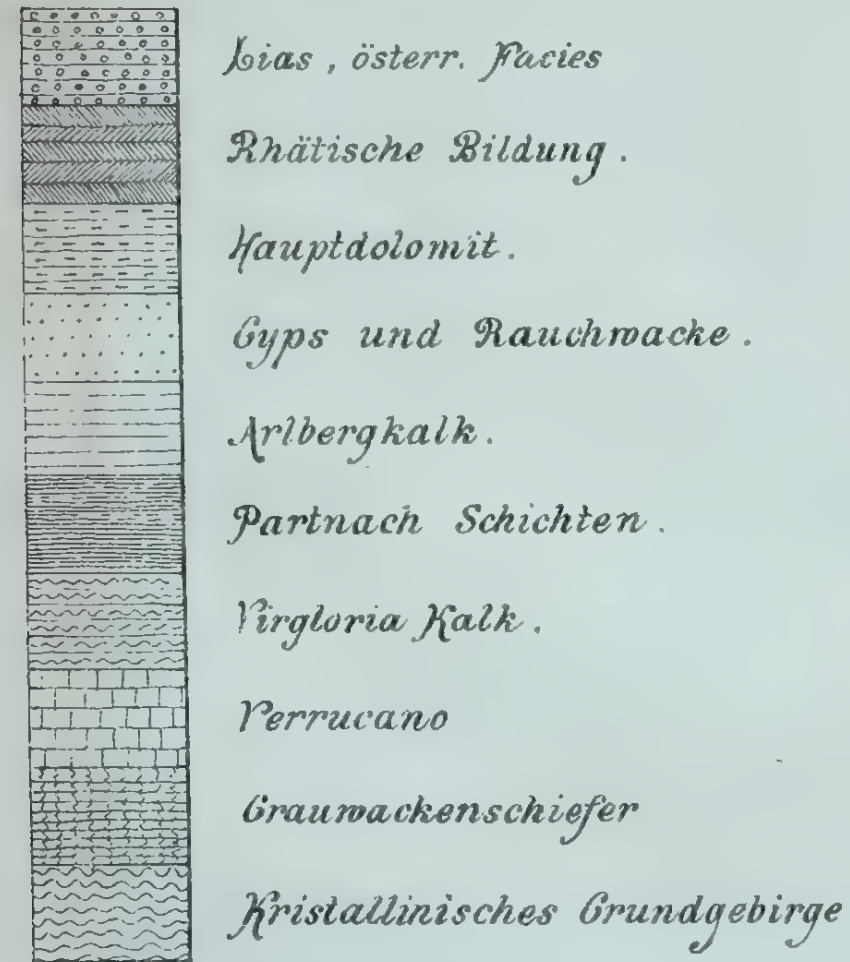 Lias, österr. Facies
Rhätische Bildung.
Hauptdolomit.
Gyps und Rauchwacke.
Arlbergkalk.
Partnach Schichten.
Virgloria Kalk.
Verrucano
Grauwackenschiefer
Kristallinisches Grundgebirge